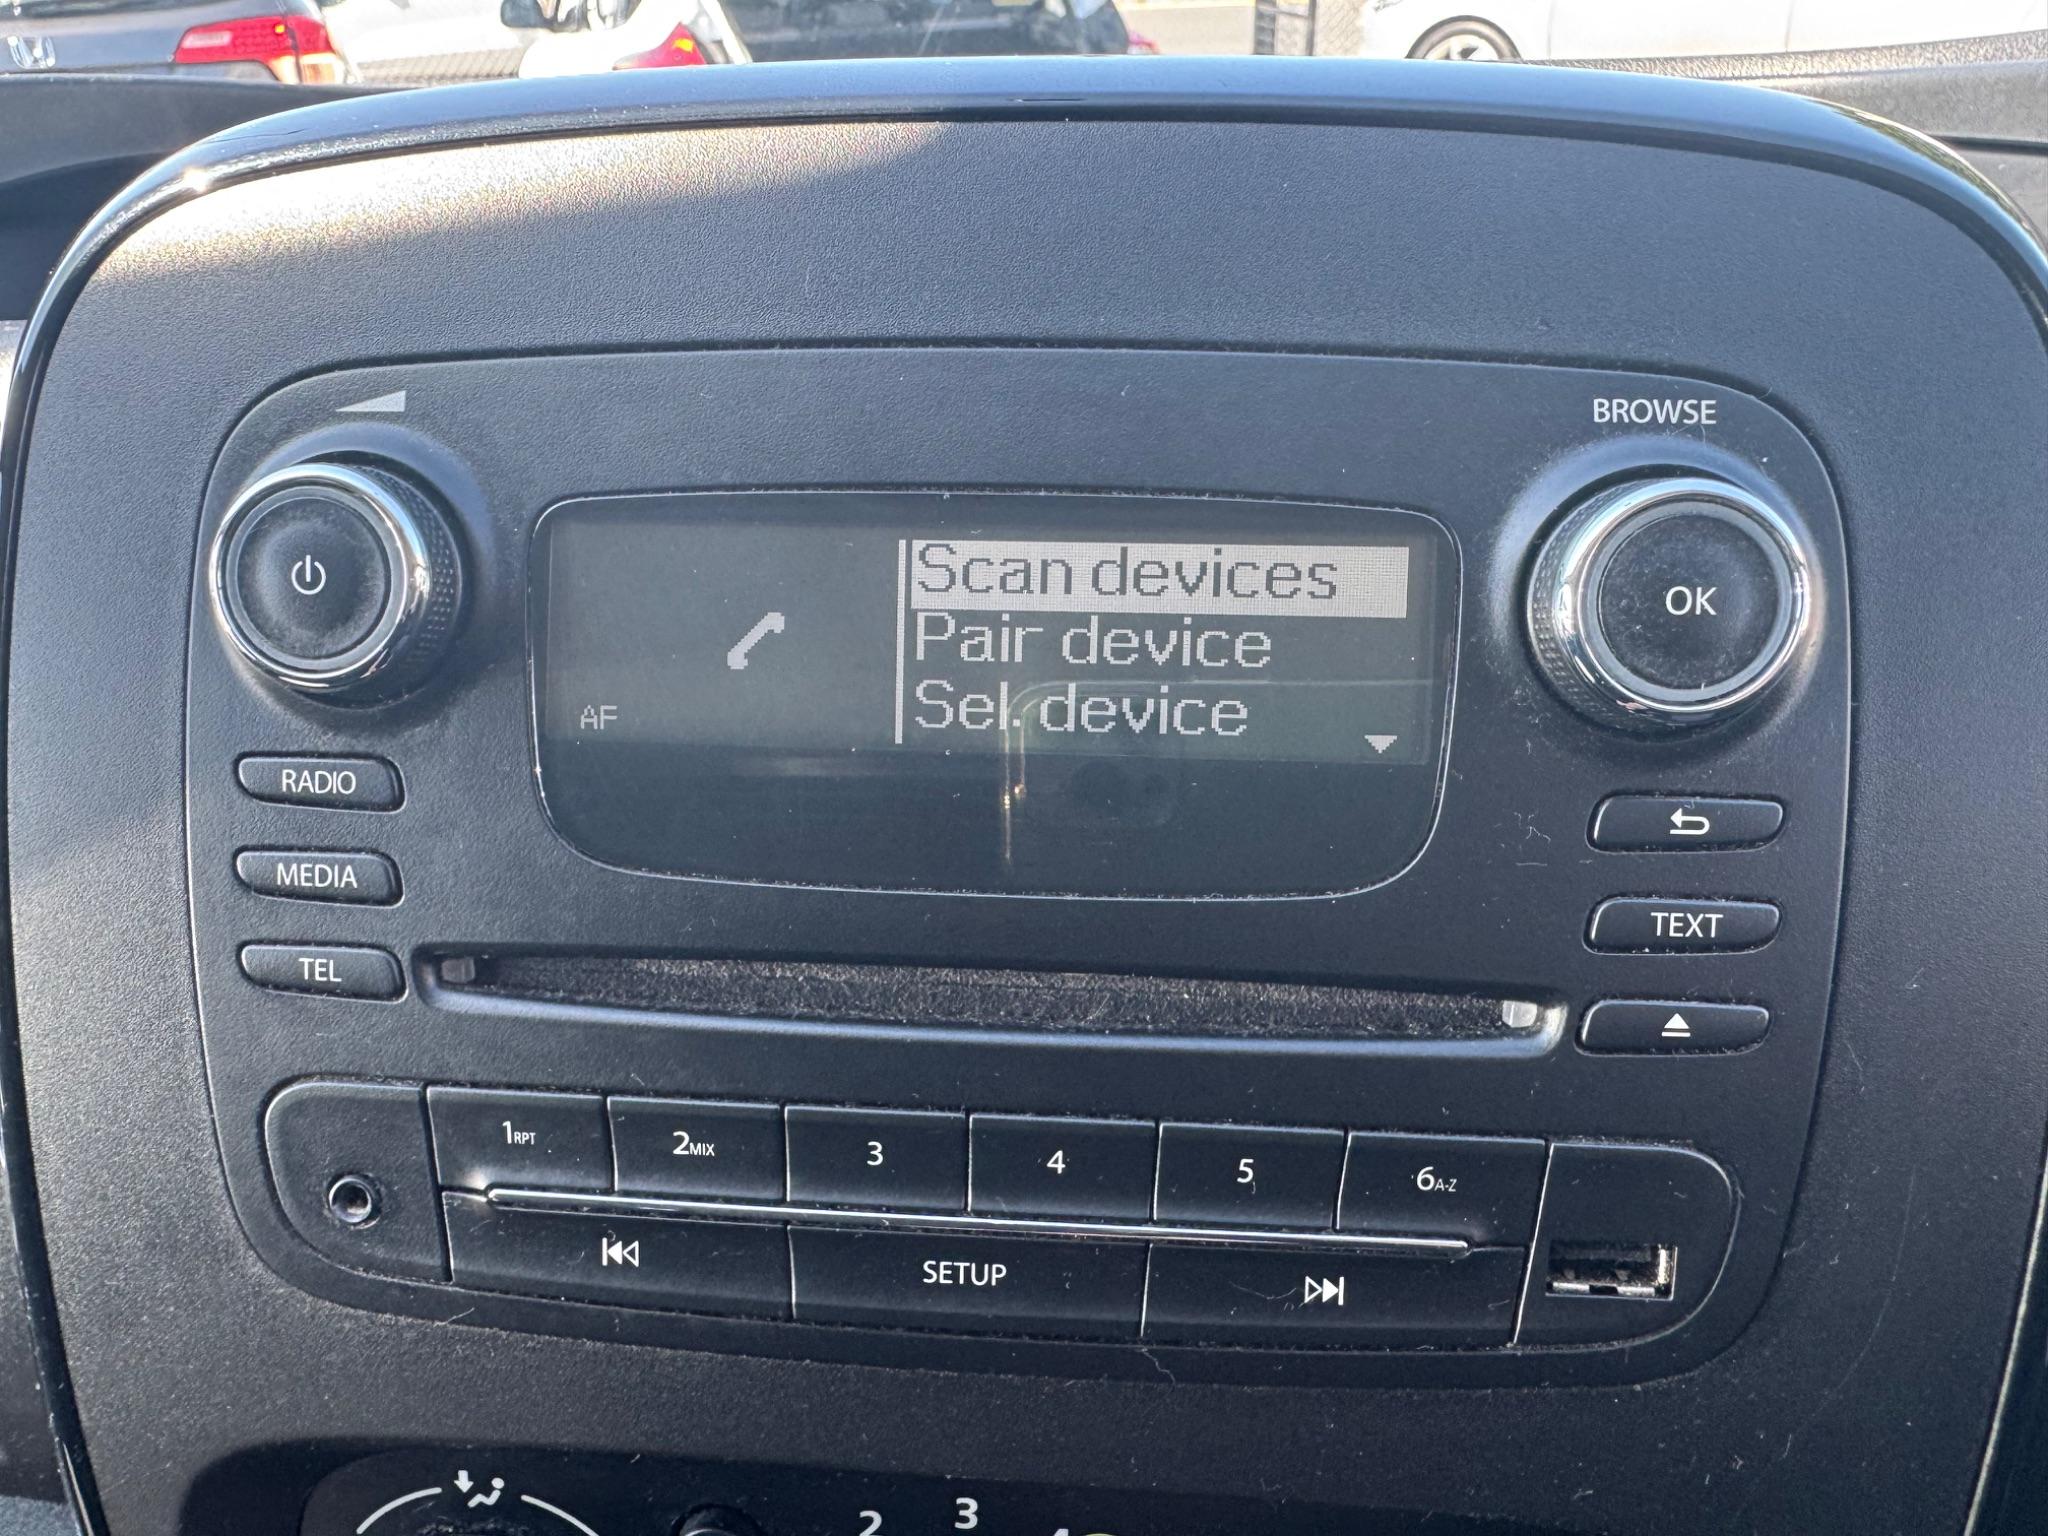 BROWSE
Scan devices
Pair device
Sel. device
AF
OK
RADIO
MEDIA
TEXT
TEL
1RPT
2MIX
3
4
5
6A-Z
SETUP
2
3
4